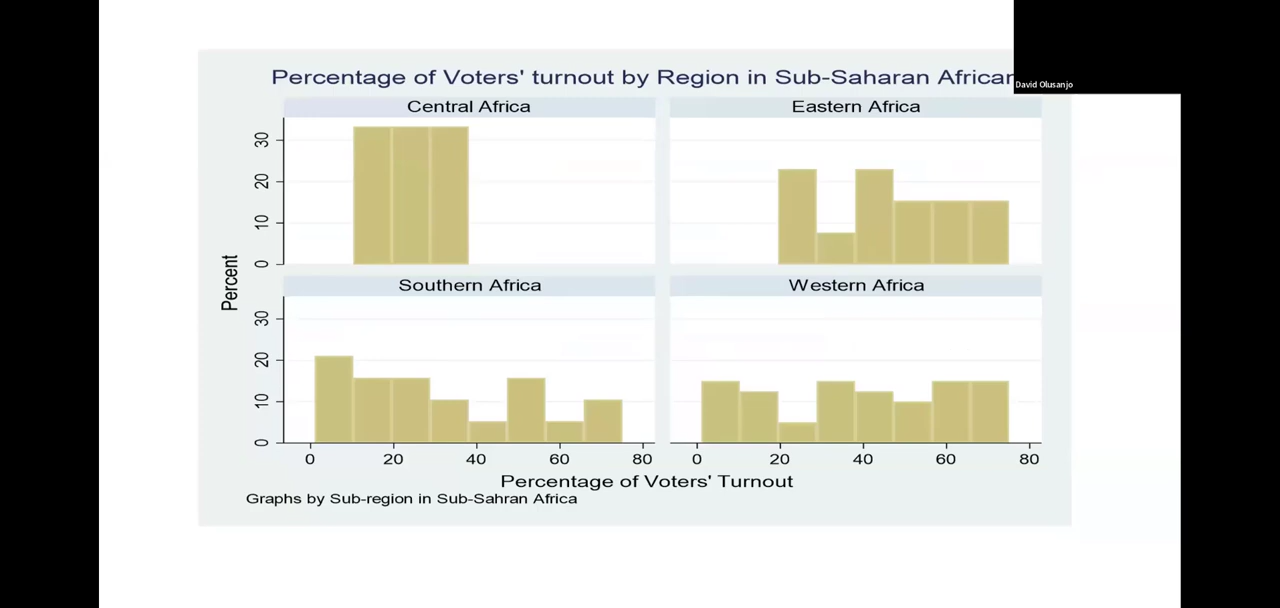 Percentage of Voters' turnout by Region in Sub-Saharan African
David Olusanjo
Central Africa
Eastern Africa
30
20
10
0
Percent
Southern Africa
Western Africa
30
20
10
0
0 20 40 60 80
0 20 40 60 80
Percentage of Voters' Turnout
Graphs by Sub-region in Sub-Sahran Africa